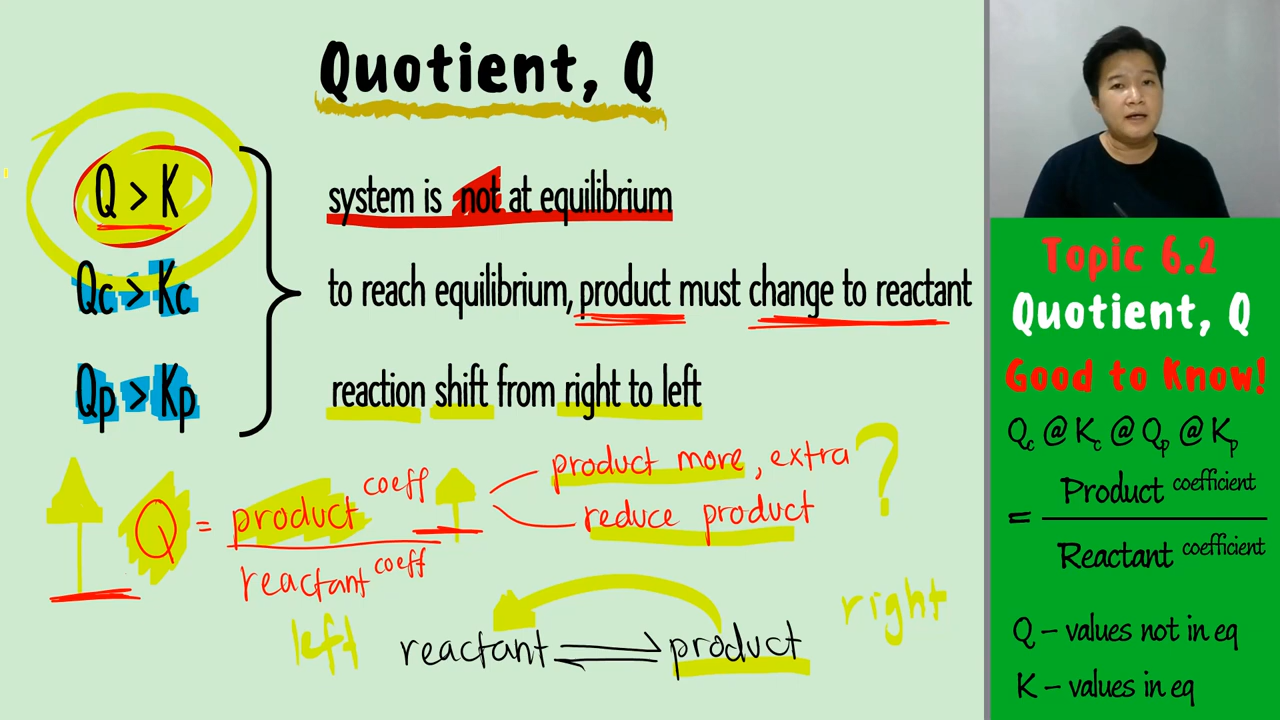 Quotient, Q
Q > K
Qc > Kc
Qp > Kp
system is not at equilibrium
to reach equilibrium, product must change to reactant
reaction shift from right to left
Q = product coeff
reactant coeff
product more, extra ?
reduce product
left
reactant ⇌ product
right
Topic 6.2
Quotient, Q
Good to Know!
Qc @ Kc @ Qp @ Kp
= Product coefficient
Reactant coefficient
Q – values not in eq
K – values in eq